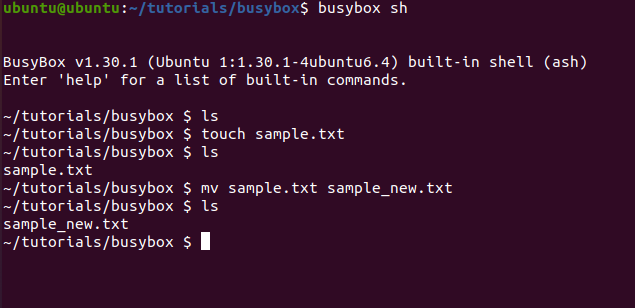 ubuntu@ubuntu:~/tutorials/busybox$ busybox sh
BusyBox v1.30.1 (Ubuntu 1:1.30.1-4ubuntu6.4) built-in shell (ash)
Enter 'help' for a list of built-in commands.
~/tutorials/busybox $ ls
~/tutorials/busybox $ touch sample.txt
~/tutorials/busybox $ ls
sample.txt
~/tutorials/busybox $ mv sample.txt sample_new.txt
~/tutorials/busybox $ ls
sample_new.txt
~/tutorials/busybox $